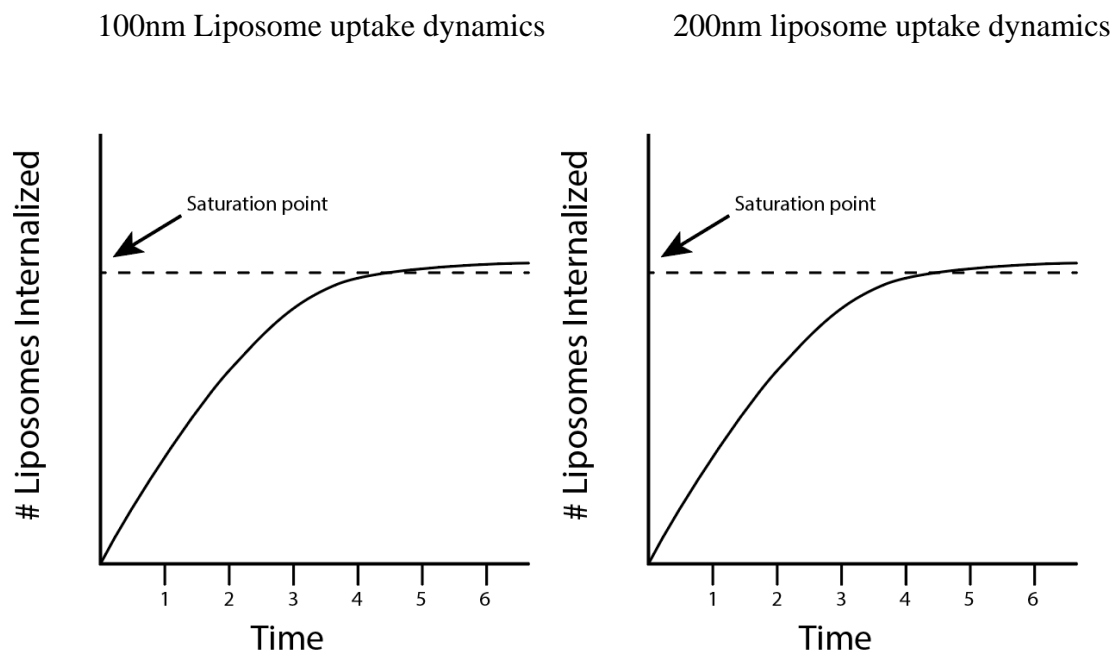 100nm Liposome uptake dynamics
200nm liposome uptake dynamics
# Liposomes Internalized
Saturation point
1 2 3 4 5 6
Time
# Liposomes Internalized
Saturation point
1 2 3 4 5 6
Time